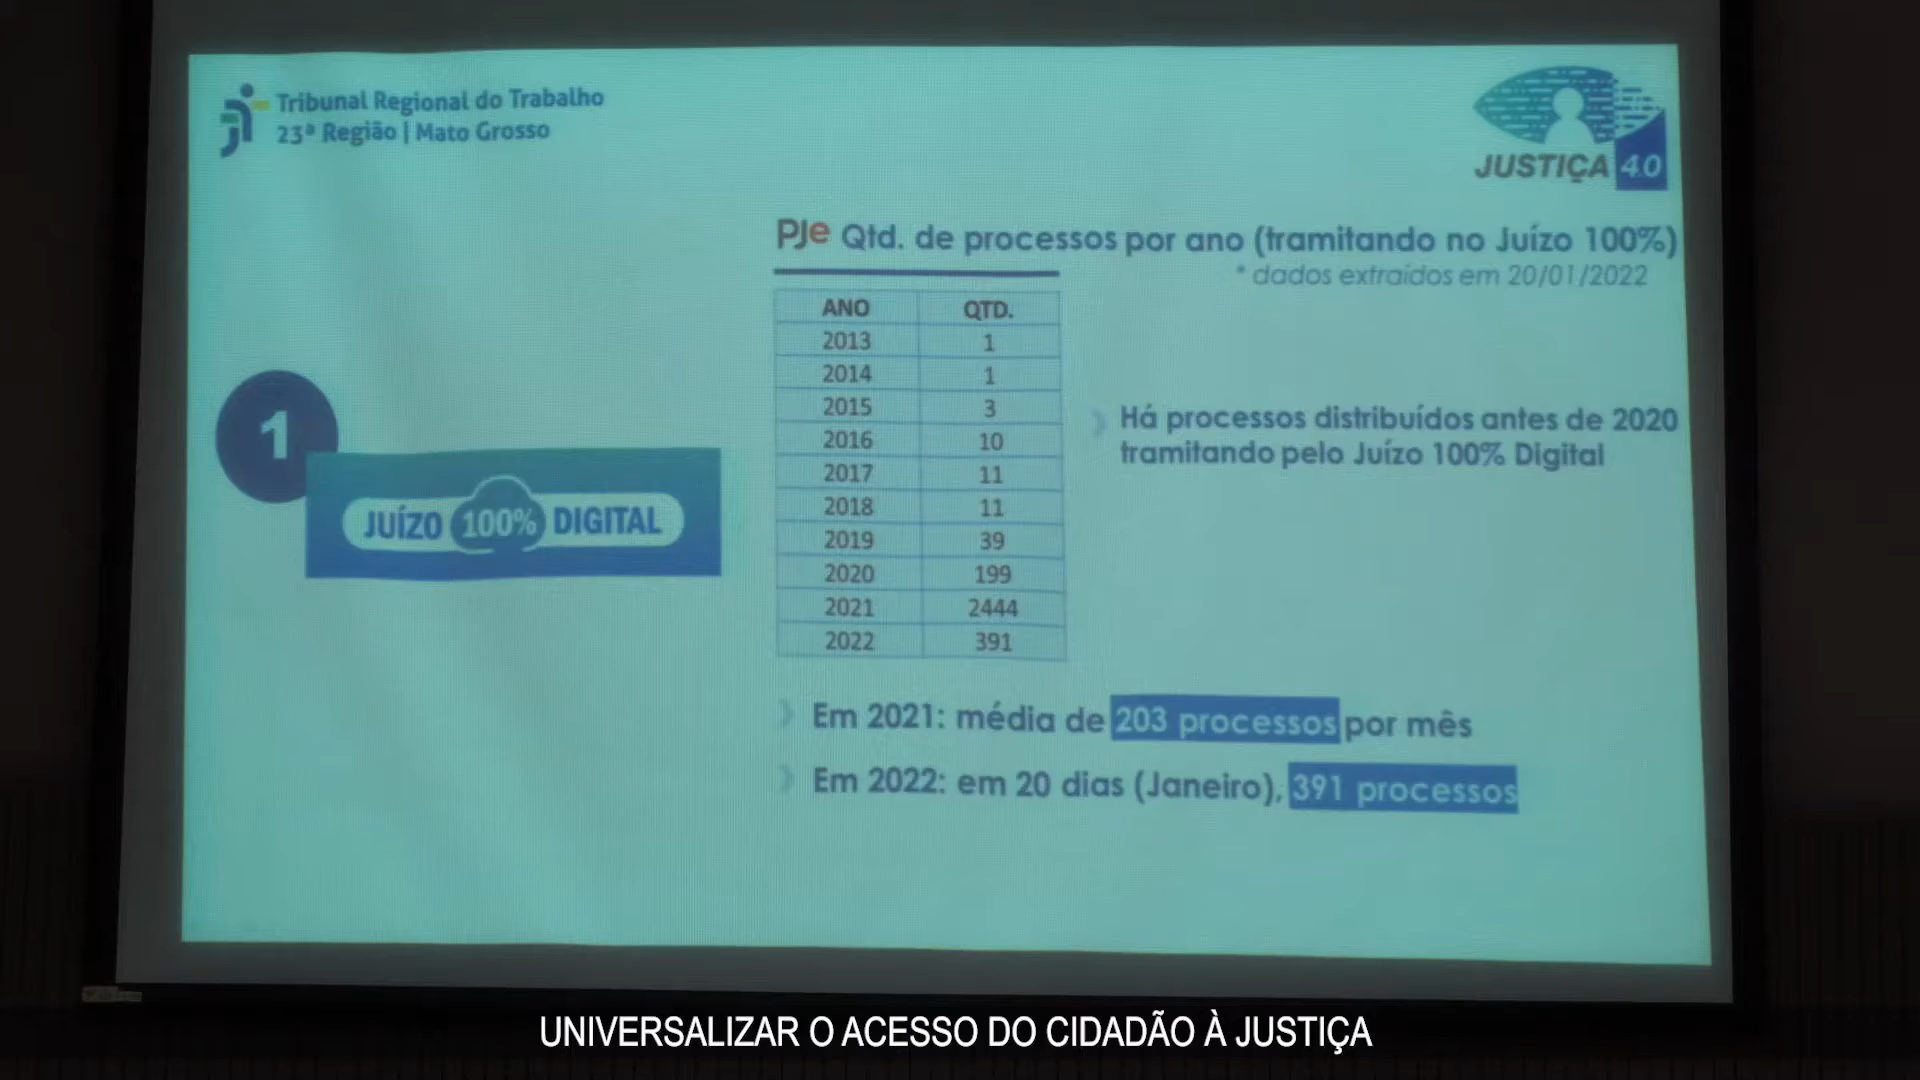 Tribunal Regional do Trabalho
23ª Região | Mato Grosso
JUSTIÇA 4.0
PJe Qtd. de processos por ano (tramitando no Juízo 100%)
* dados extraídos em 20/01/2022
ANO QTD.
2013 1
2014 1
2015 3
2016 10
2017 11
2018 11
2019 39
2020 199
2021 2444
2022 391
1
JUÍZO 100% DIGITAL
Há processos distribuídos antes de 2020
tramitando pelo Juízo 100% Digital
Em 2021: média de 203 processos por mês
Em 2022: em 20 dias (Janeiro), 391 processos
UNIVERSALIZAR O ACESSO DO CIDADÃO À JUSTIÇA